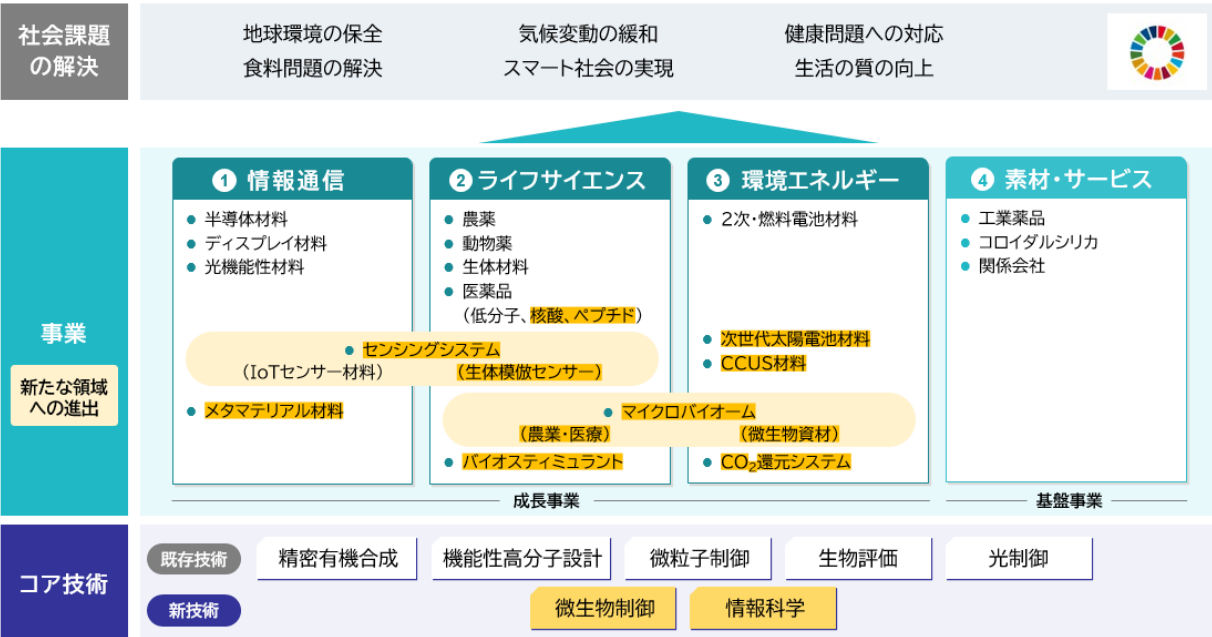 社会課題
の解決
地球環境の保全
気候変動の緩和
健康問題への対応
食料問題の解決
スマート社会の実現
生活の質の向上
事業
新たな領域
への進出
1 情報通信
● 半導体材料
● ディスプレイ材料
● 光機能性材料
2 ライフサイエンス
● 農薬
● 動物薬
● 生体材料
● 医薬品
（低分子、核酸、ペプチド）
3 環境エネルギー
● 2次・燃料電池材料
● 次世代太陽電池材料
● CCUS材料
4 素材・サービス
● 工業薬品
● コロイダルシリカ
● 関係会社
● センシングシステム
（IoTセンサー材料）
（生体模倣センサー）
● メタマテリアル材料
● マイクロバイオーム
（農業・医療）
（微生物資材）
● バイオスティミュラント
● CO₂還元システム
成長事業
基盤事業
コア技術
既存技術
精密有機合成
機能性高分子設計
微粒子制御
生物評価
光制御
新技術
微生物制御
情報科学